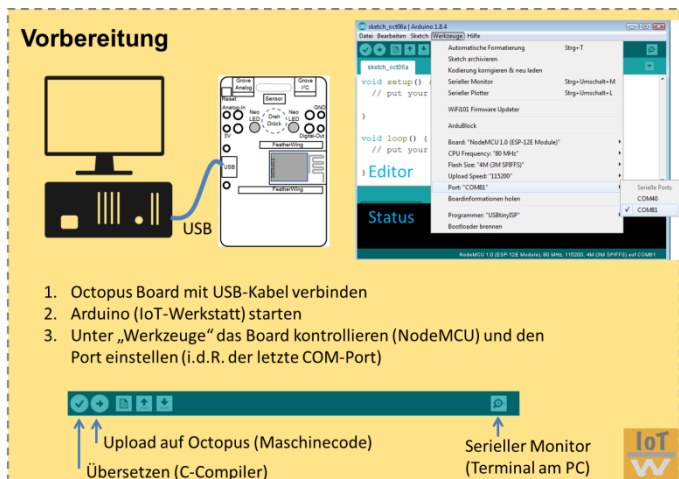 Vorbereitung
Grove Analog
Grove I²C
Reset
Sensor
Analog-In
GND
Neo LED
Dreh Drück
Neo LED
3V
Digital-Out
FeatherWing
USB
FeatherWing
USB
sketch_oct06a | Arduino 1.8.4
Datei Bearbeiten Sketch Werkzeuge Hilfe
sketch_oct06a
void setup() {
// put your
}
void loop() {
// put your
}
Editor
Status
Automatische Formatierung Strg+T
Sketch archivieren
Kodierung korrigieren & neu laden
Serieller Monitor Strg+Umschalt+M
Serieller Plotter Strg+Umschalt+L
WiFi101 Firmware Updater
ArduBlock
Board: "NodeMCU 1.0 (ESP-12E Module)"
CPU Frequency: "80 MHz"
Flash Size: "4M (3M SPIFFS)"
Upload Speed: "115200"
Port: "COM81"
Boardinformationen holen
Programmer: "USBtinyISP"
Bootloader brennen
Serielle Ports
COM40
COM81
NodeMCU 1.0 (ESP-12E Module), 80 MHz, 115200, 4M (3M SPIFFS) auf COM81
1. Octopus Board mit USB-Kabel verbinden
2. Arduino (IoT-Werkstatt) starten
3. Unter „Werkzeuge“ das Board kontrollieren (NodeMCU) und den
Port einstellen (i.d.R. der letzte COM-Port)
Upload auf Octopus (Maschinecode)
Übersetzen (C-Compiler)
Serieller Monitor
(Terminal am PC)
IoT
W